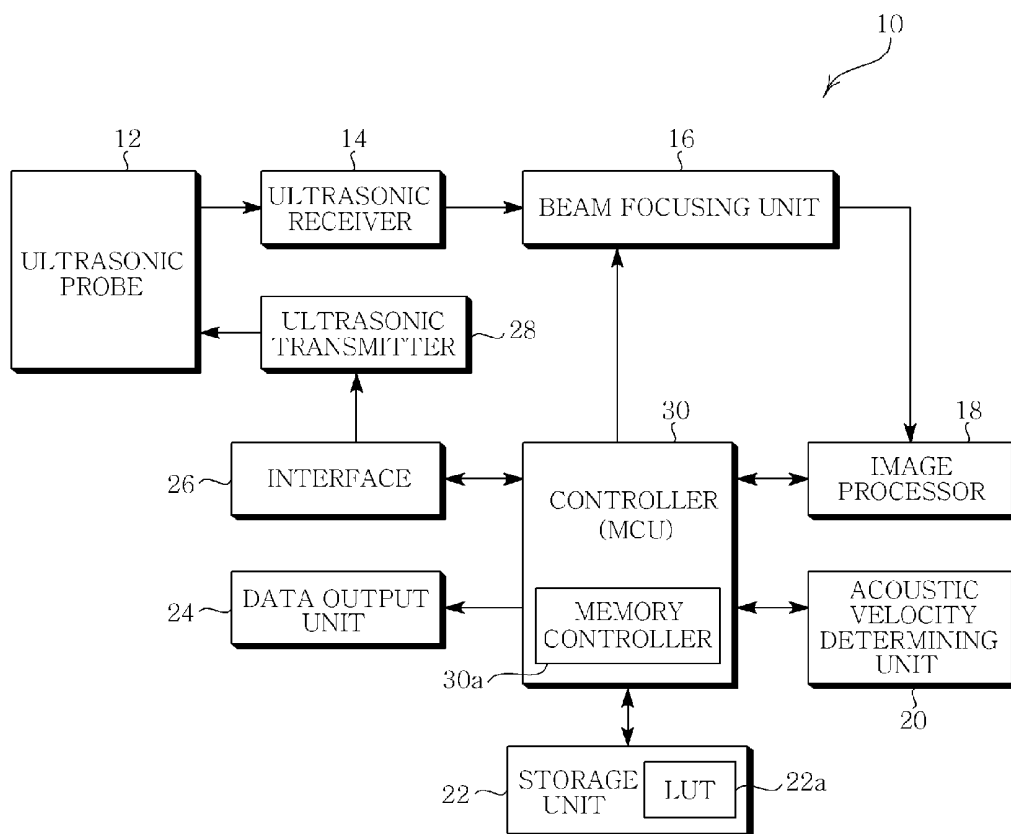 10
12
14
16
ULTRASONIC
PROBE
ULTRASONIC
RECEIVER
BEAM FOCUSING UNIT
ULTRASONIC
TRANSMITTER
28
30
18
26
INTERFACE
CONTROLLER
(MCU)
IMAGE
PROCESSOR
24
DATA OUTPUT
UNIT
MEMORY
CONTROLLER
30a
ACOUSTIC
VELOCITY
DETERMINING
UNIT
20
22
STORAGE
UNIT
LUT
22a